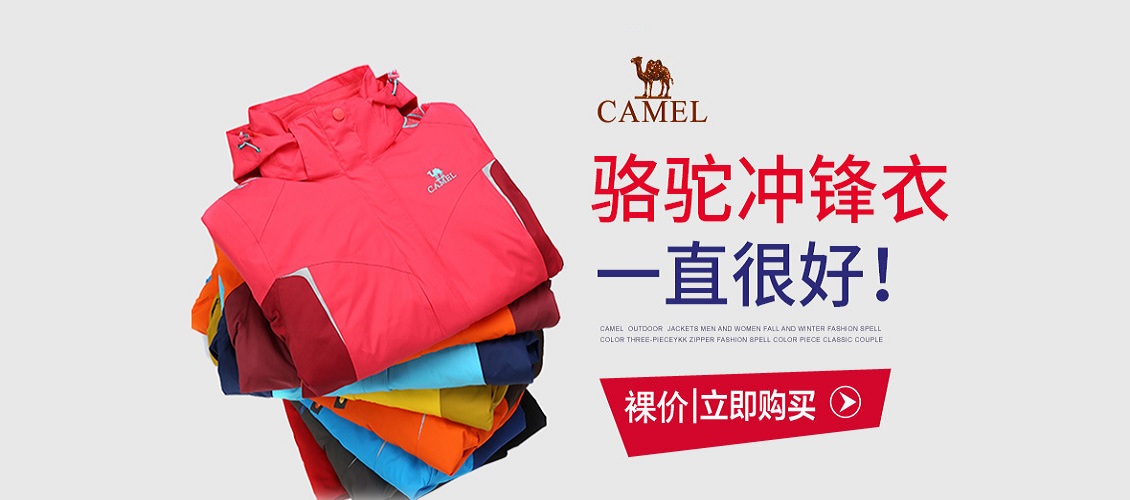 CAMEL
CAMEL
骆驼冲锋衣
一直很好！
CAMEL OUTDOOR JACKETS MEN AND WOMEN FALL AND WINTER FASHION SPELL
COLOR THREE-PIECEYKK ZIPPER FASHION SPELL COLOR PIECE CLASSIC COUPLE
裸价|立即购买